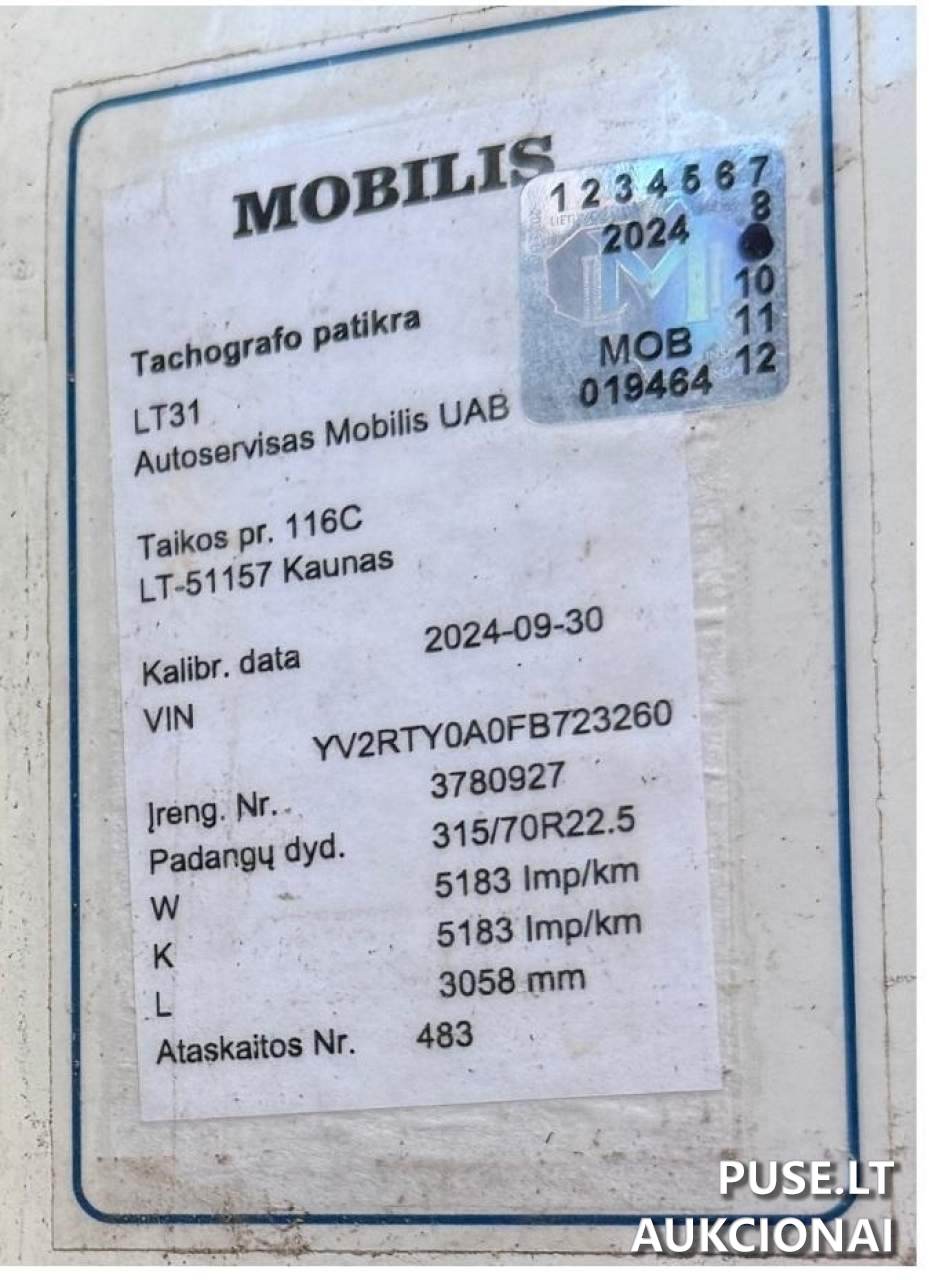 MOBILIS
1 2 3 4 5 6 7
8
2024
10
11
MOB
12
019464
Tachografo patikra
LT31
Autoservisas Mobilis UAB
Taikos pr. 116C
LT-51157 Kaunas
Kalibr. data 2024-09-30
VIN
YV2RTY0A0FB723260
Įreng. Nr.. 3780927
Padangų dyd. 315/70R22.5
W 5183 Imp/km
K 5183 Imp/km
L 3058 mm
Ataskaitos Nr. 483
PUSE.LT
AUKCIONAI